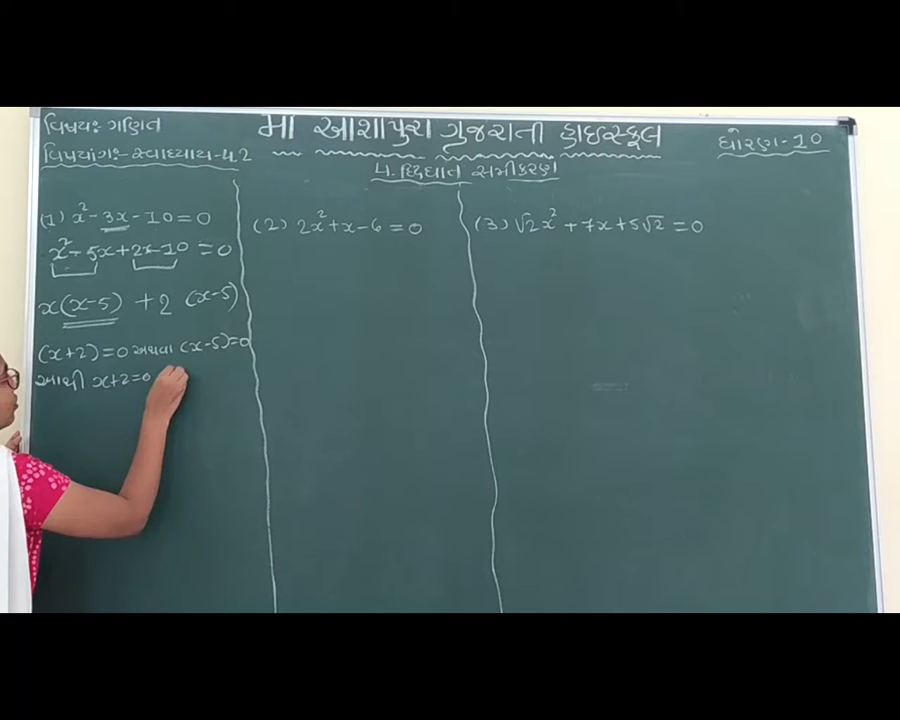 વિષય:- ગણિત
મા આશાપુરા ગુજરાતી હાઇસ્કૂલ
ધોરણ-10
વિષયાંગ:- સ્વાધ્યાય-4.2
4. દ્વિઘાત સમીકરણ
(1) x² - 3x - 10 = 0
x² - 5x + 2x - 10 = 0
x(x-5) + 2 (x-5)
(x+2) = 0 અથવા (x-5) = 0
આથી x+2=0
(2) 2x² + x - 6 = 0
(3) √2x² + 7x + 5√2 = 0